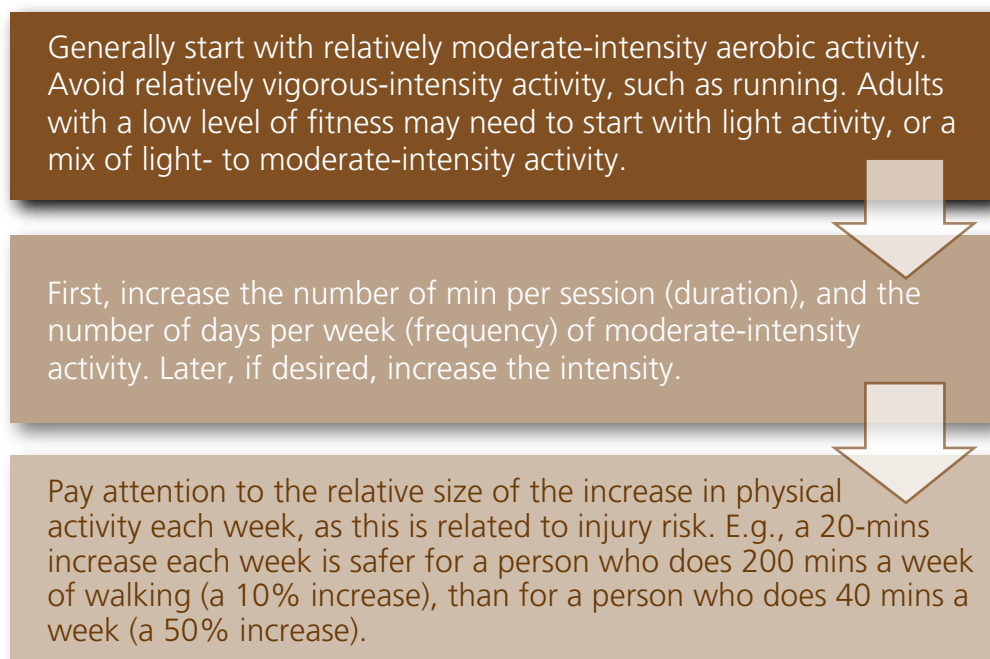 Generally start with relatively moderate-intensity aerobic activity.
Avoid relatively vigorous-intensity activity, such as running. Adults
with a low level of fitness may need to start with light activity, or a
mix of light- to moderate-intensity activity.
First, increase the number of min per session (duration), and the
number of days per week (frequency) of moderate-intensity
activity. Later, if desired, increase the intensity.
Pay attention to the relative size of the increase in physical
activity each week, as this is related to injury risk. E.g., a 20-mins
increase each week is safer for a person who does 200 mins a week
of walking (a 10% increase), than for a person who does 40 mins a
week (a 50% increase).